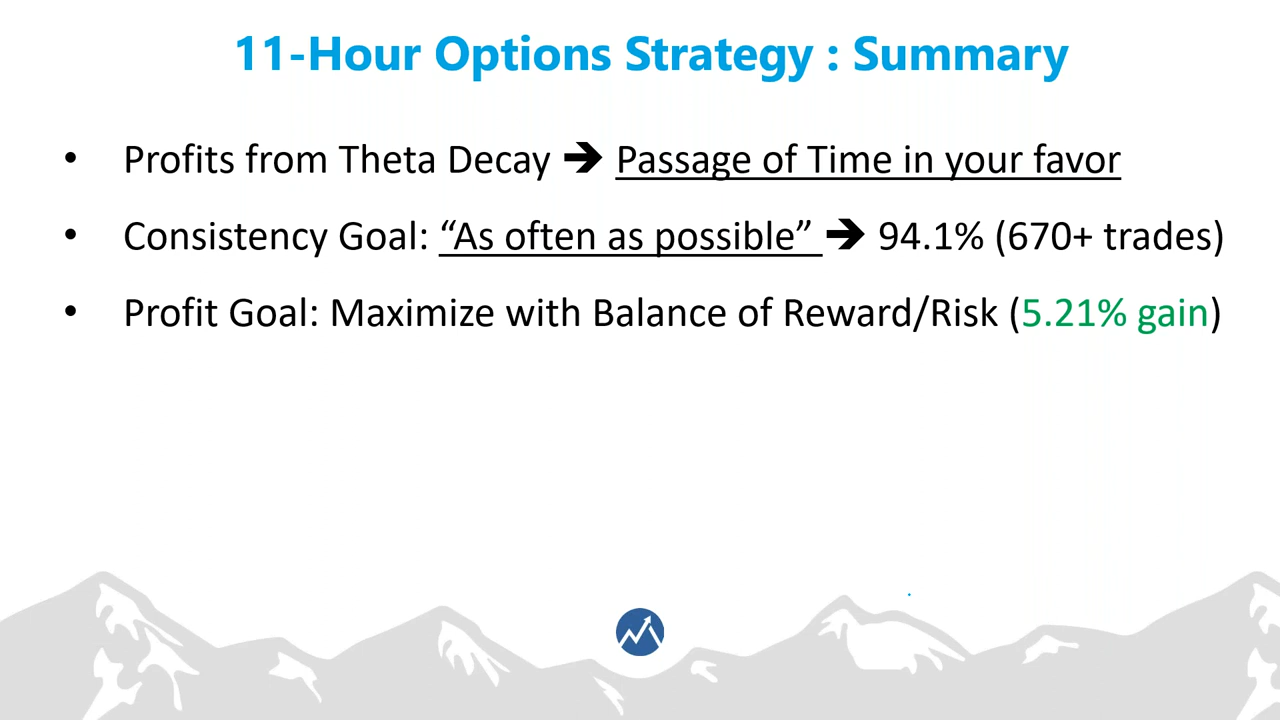 11-Hour Options Strategy : Summary
• Profits from Theta Decay ➔ Passage of Time in your favor
• Consistency Goal: “As often as possible” ➔ 94.1% (670+ trades)
• Profit Goal: Maximize with Balance of Reward/Risk (5.21% gain)